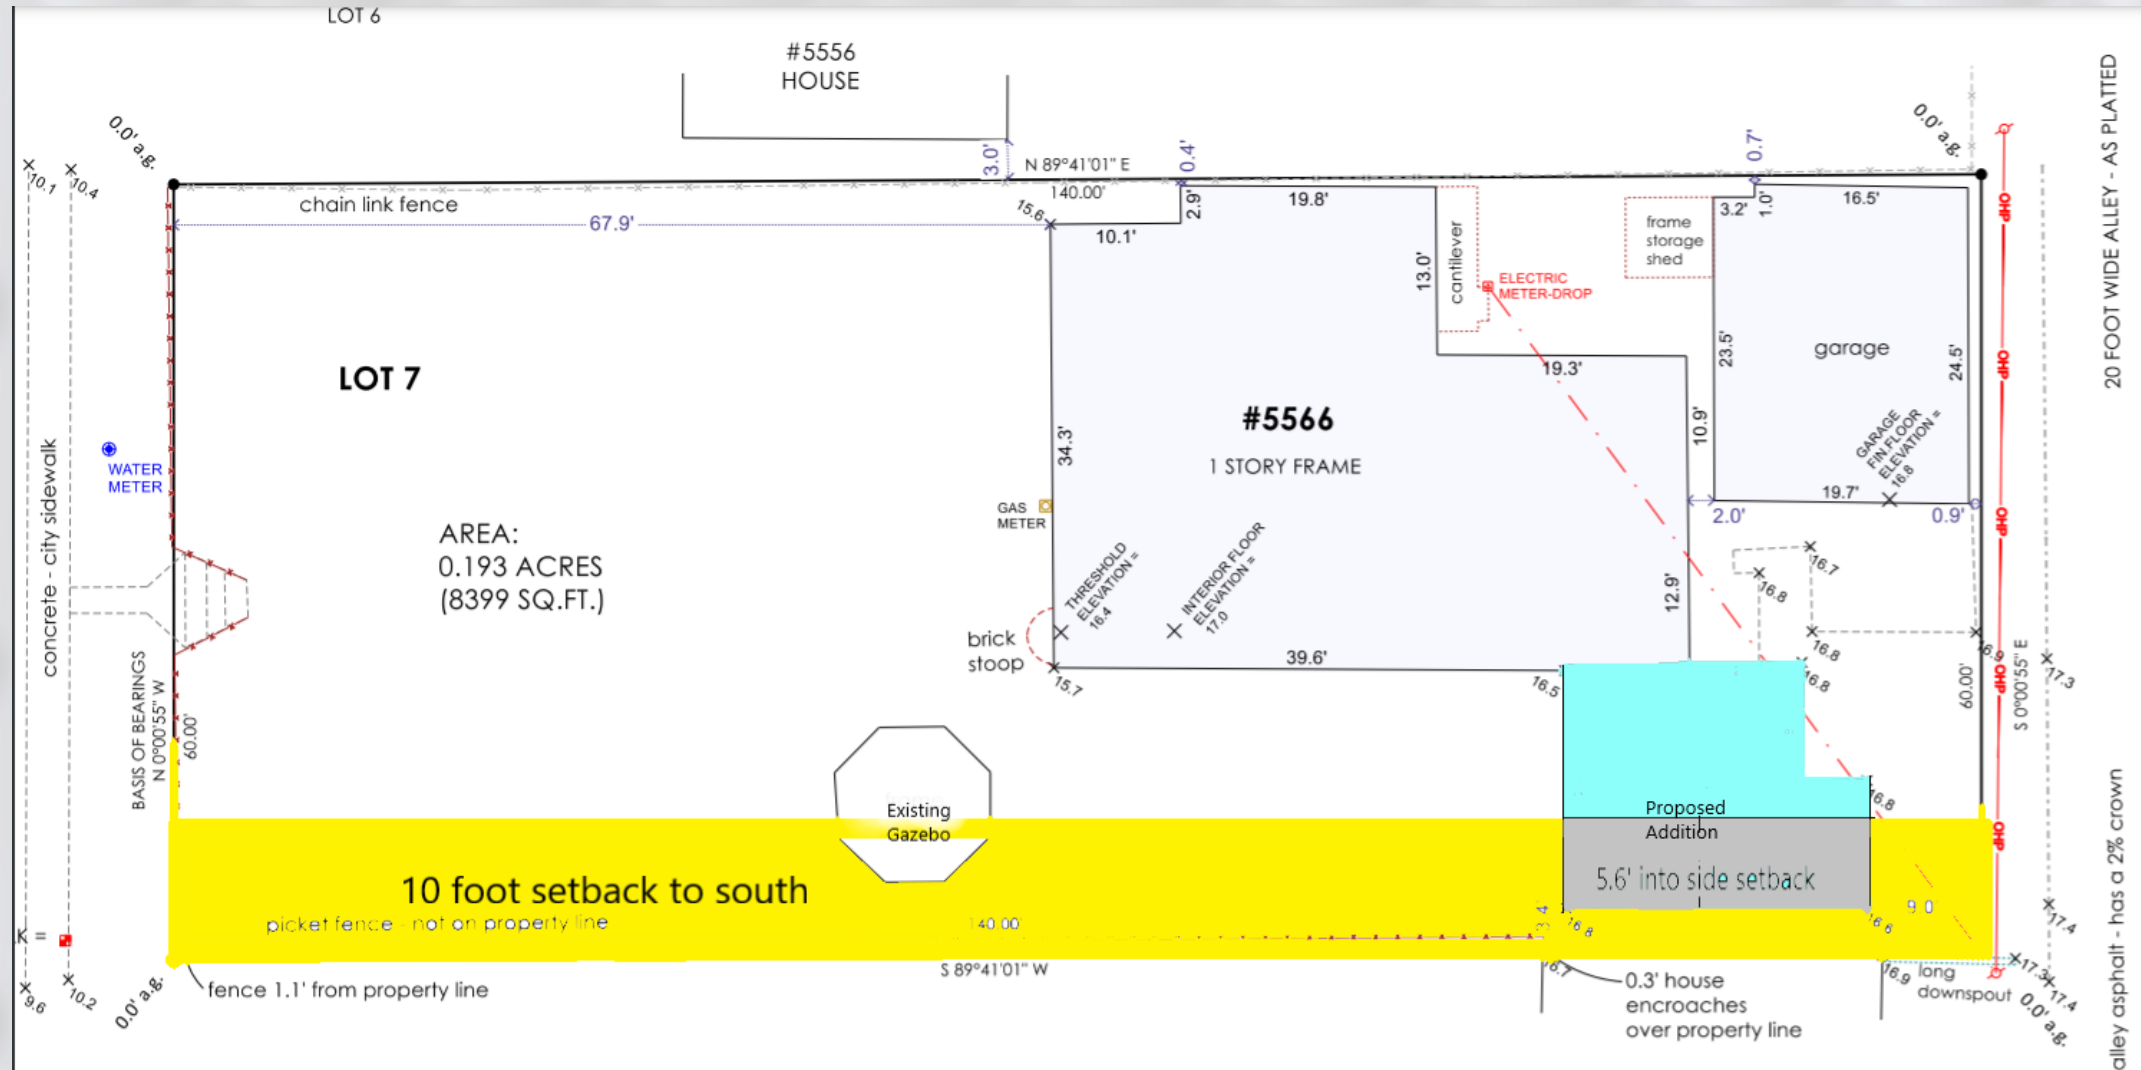 LOT 6
#5556
HOUSE
20 FOOT WIDE ALLEY - AS PLATTED
0.0' a.g.
0.0' a.g.
10.1
10.4
3.0'
N 89°41'01" E
140.00'
0.4'
0.7'
chain link fence
67.9'
15.6
10.1'
2.9'
19.8'
13.0'
cantilever
ELECTRIC
METER-DROP
frame
storage
shed
3.2'
1.0'
16.5'
OHP
23.5'
garage
24.5'
OHP
LOT 7
19.3'
10.9'
#5566
1 STORY FRAME
34.3'
GARAGE
FIN.FLOOR
ELEVATION =
16.8
19.7'
2.0'
0.9'
OHP
concrete - city sidewalk
WATER
METER
GAS
METER
AREA:
0.193 ACRES
(8399 SQ.FT.)
THRESHOLD
ELEVATION =
16.4
INTERIOR FLOOR
ELEVATION =
17.0
12.9'
16.7
16.8
16.8
16.9
brick
stoop
39.6'
15.7
16.5
16.8
OHP
17.3
60.00'
S 0°00'55" E
BASIS OF BEARINGS
N 0°00'55" W
60.00'
Existing
Gazebo
Proposed
Addition
16.8
OHP
10 foot setback to south
5.6' into side setback
picket fence - not on property line
140.00'
3.4
16.8
16.6
9.0
17.4
K =
S 89°41'01" W
16.7
16.9
17.3
17.4
9.6
10.2
0.0' a.g.
fence 1.1' from property line
0.3' house
encroaches
over property line
long
downspout
0.0' a.g.
alley asphalt - has a 2% crown